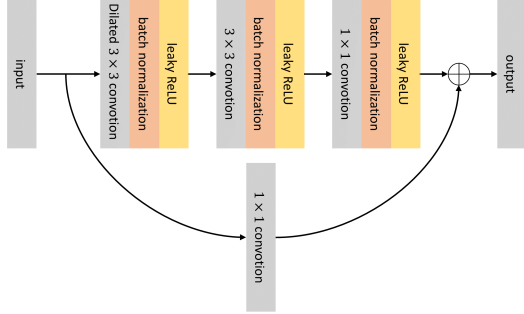 input
Dilated 3 × 3 convotion
batch normalization
leaky ReLU
3 × 3 convotion
batch normalization
leaky ReLU
1 × 1 convotion
batch normalization
leaky ReLU
output
1 × 1 convotion